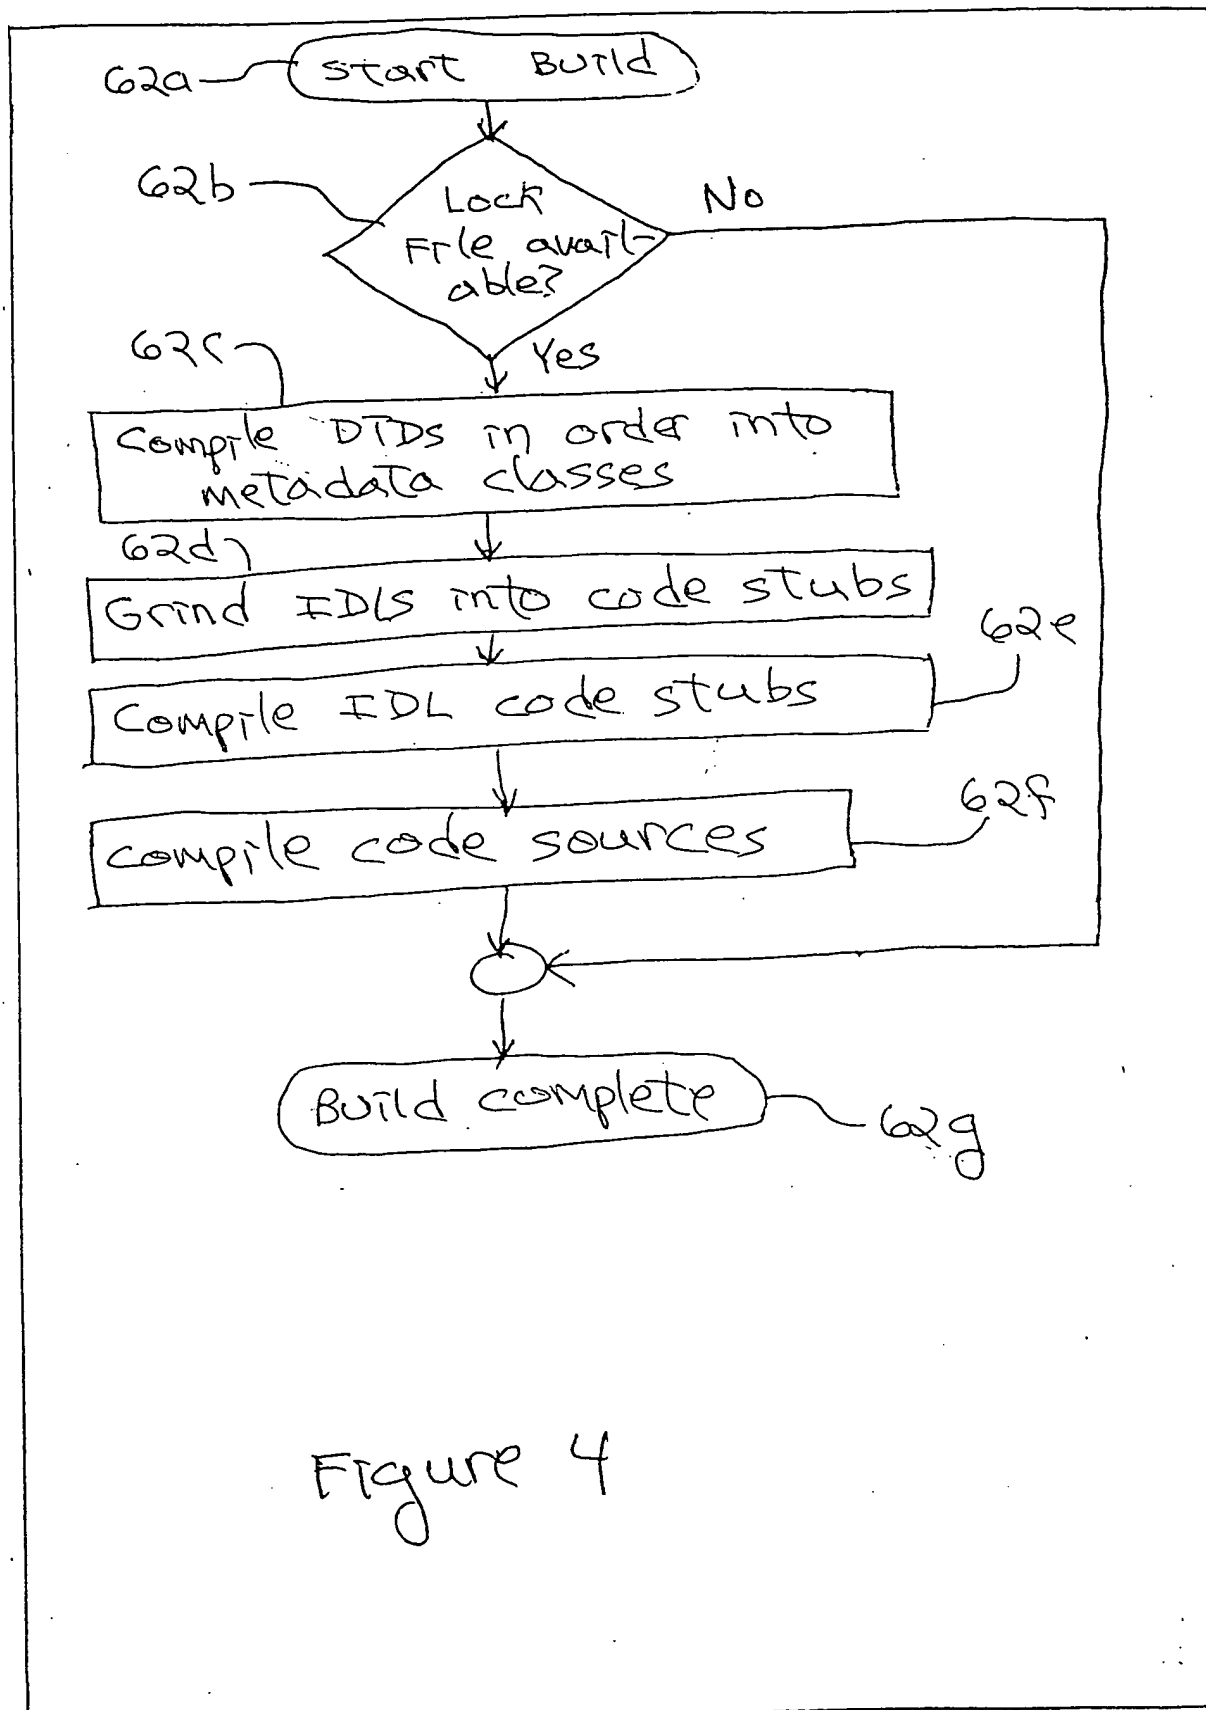 62a
Start Build
62b
Lock
File avail-
able?
No
Yes
62c
Compile DTDs in order into
metadata classes
62d
Grind IDLs into code stubs
62e
Compile IDL code stubs
62f
compile code sources
Build complete
62g
Figure 4